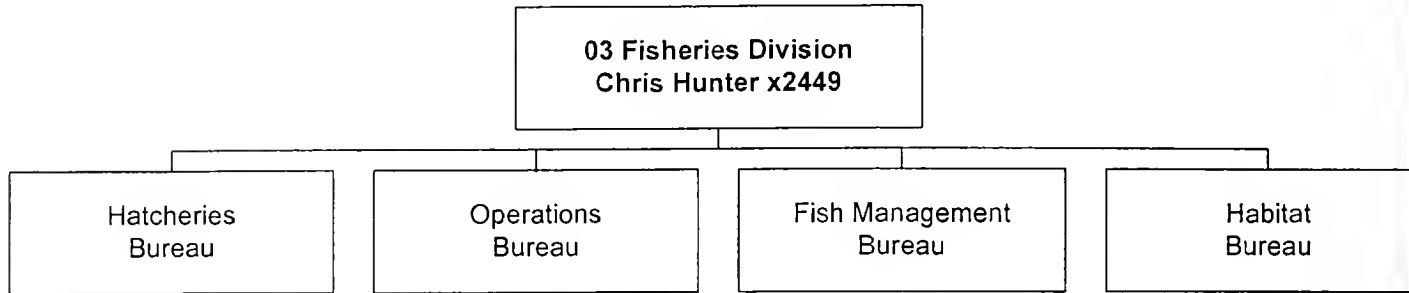 03 Fisheries Division
Chris Hunter x2449
Hatcheries
Bureau
Operations
Bureau
Fish Management
Bureau
Habitat
Bureau